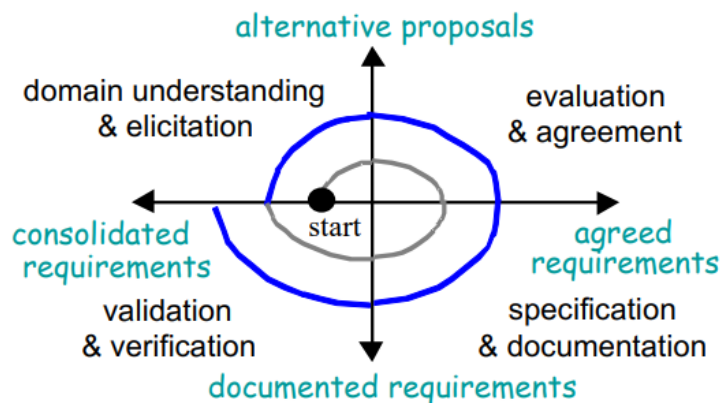 alternative proposals
domain understanding
& elicitation
evaluation
& agreement
start
consolidated
requirements
agreed
requirements
validation
& verification
specification
& documentation
documented requirements